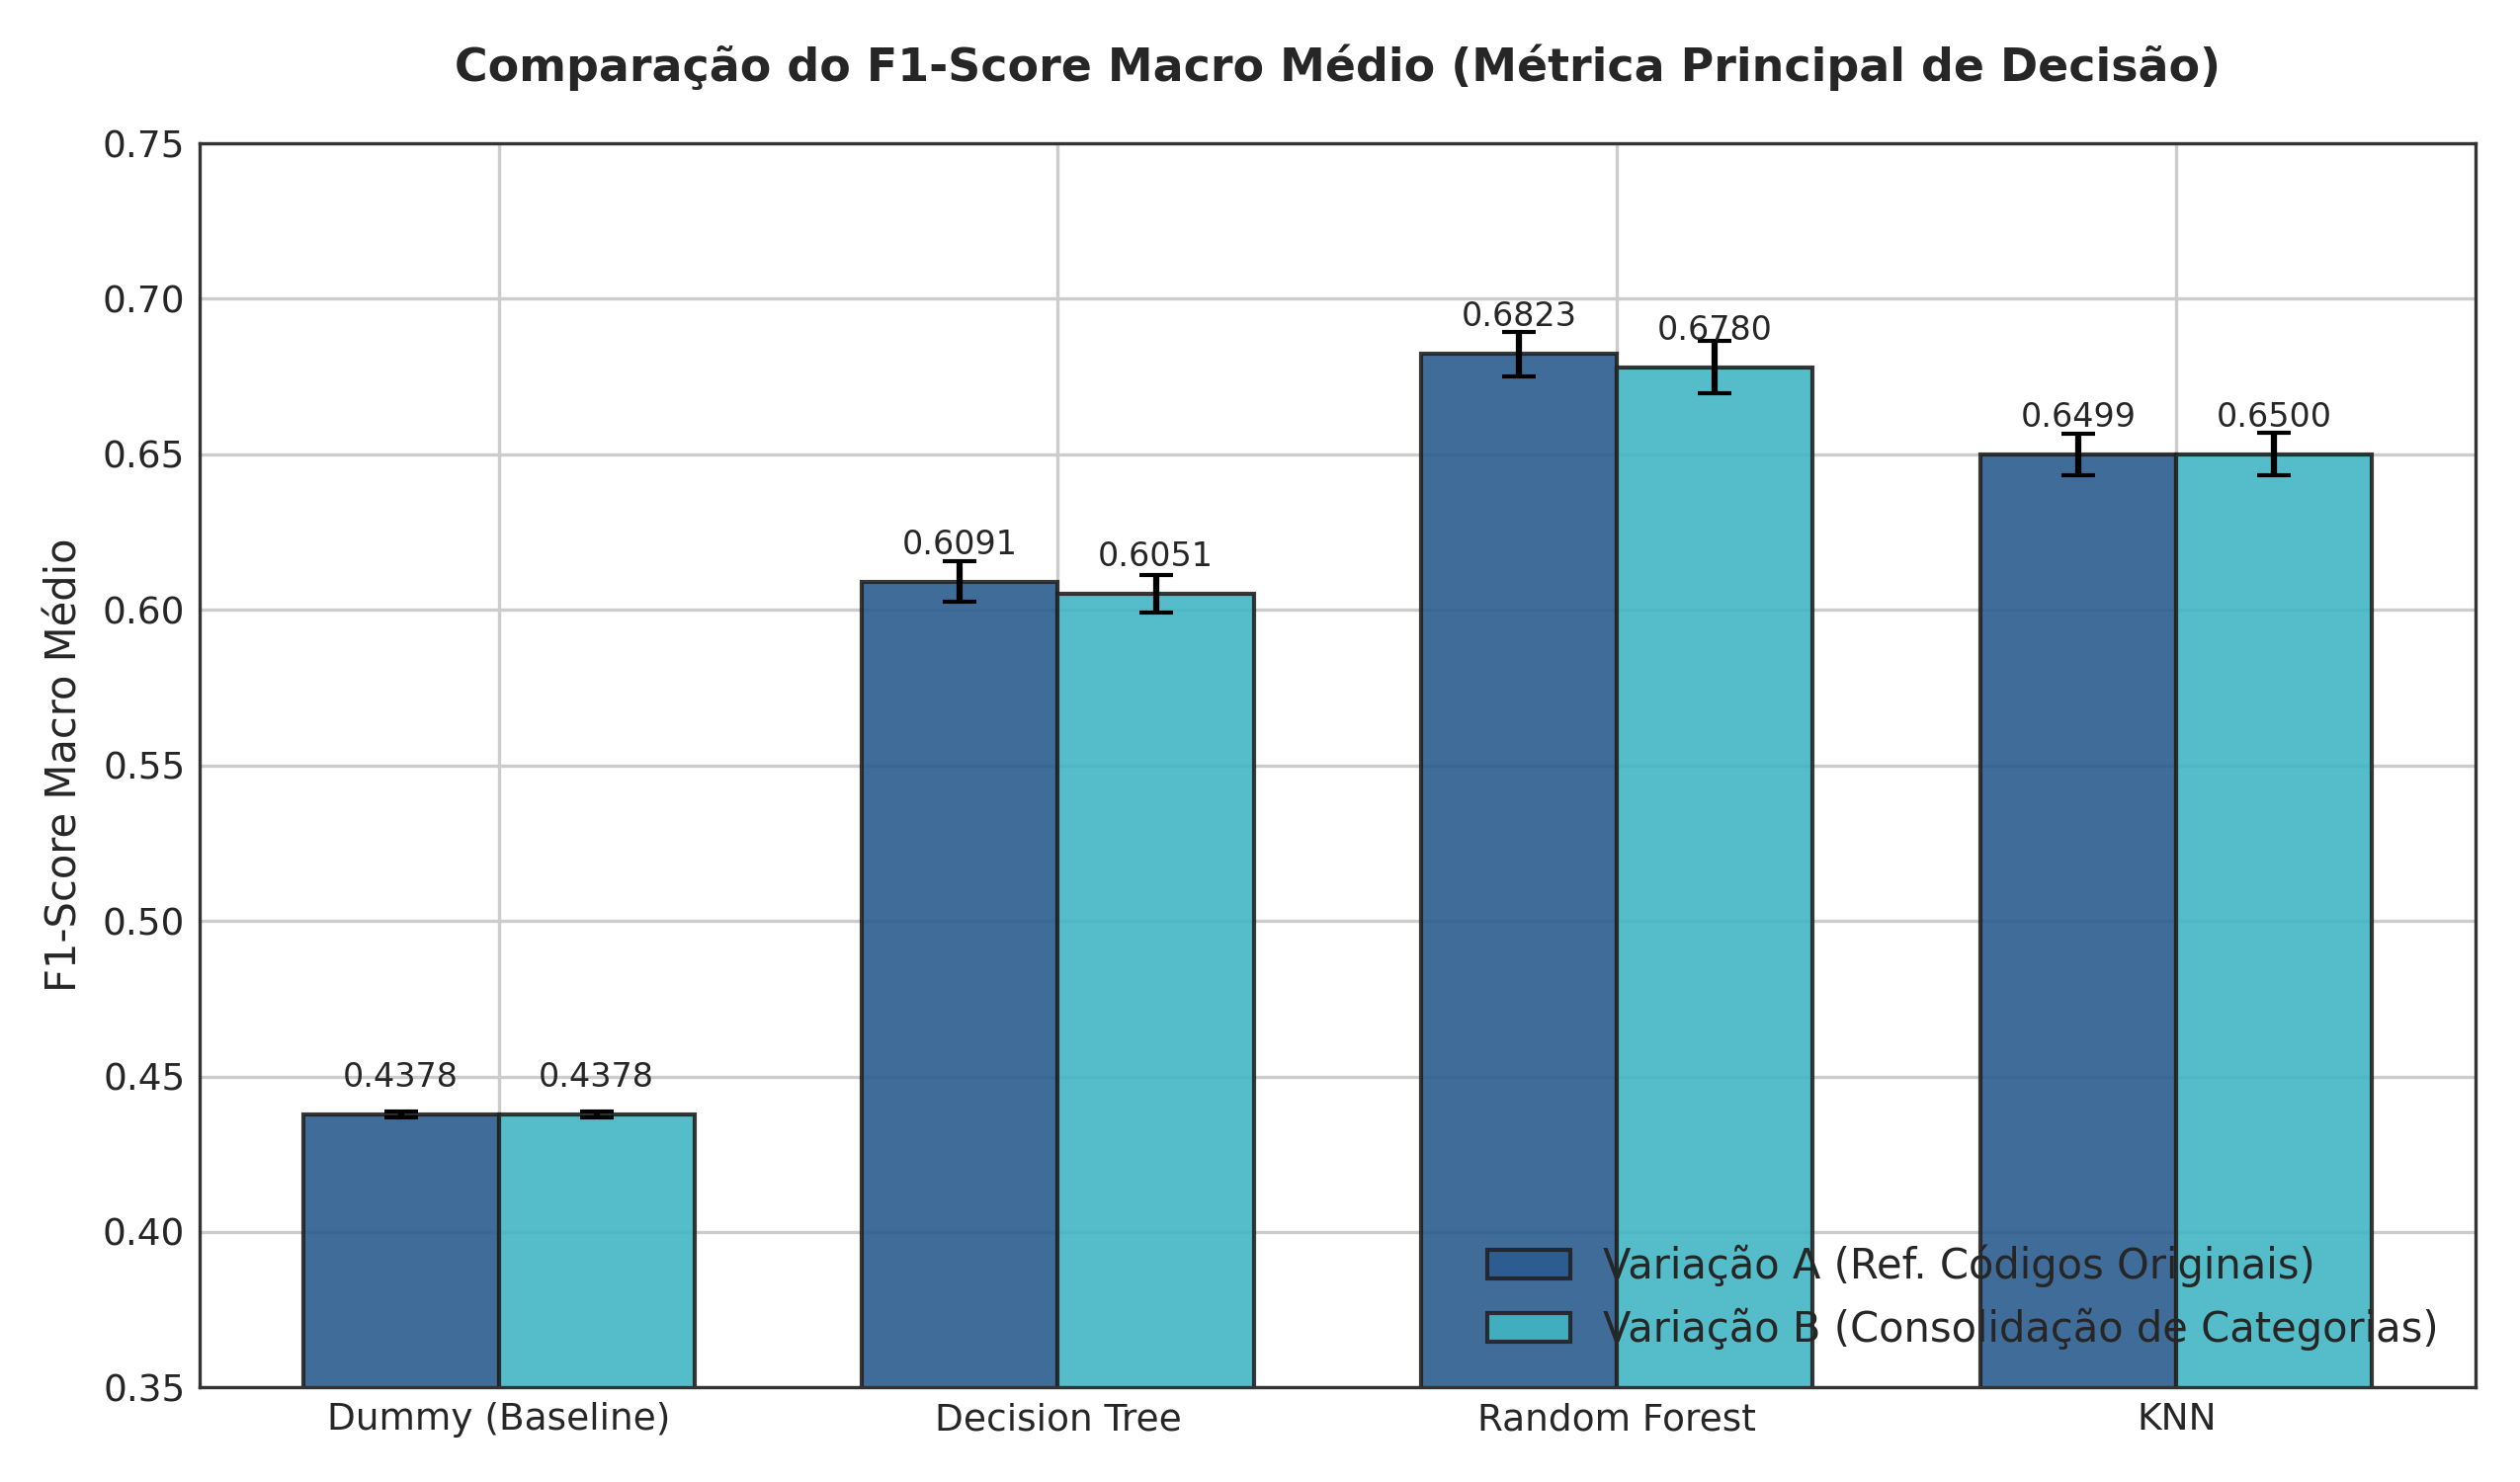 Comparação do F1-Score Macro Médio (Métrica Principal de Decisão)
F1-Score Macro Médio
0.75
0.70
0.65
0.60
0.55
0.50
0.45
0.40
0.35
0.4378
0.4378
0.6091
0.6051
0.6823
0.6780
0.6499
0.6500
Variação A (Ref. Códigos Originais)
Variação B (Consolidação de Categorias)
Dummy (Baseline)
Decision Tree
Random Forest
KNN